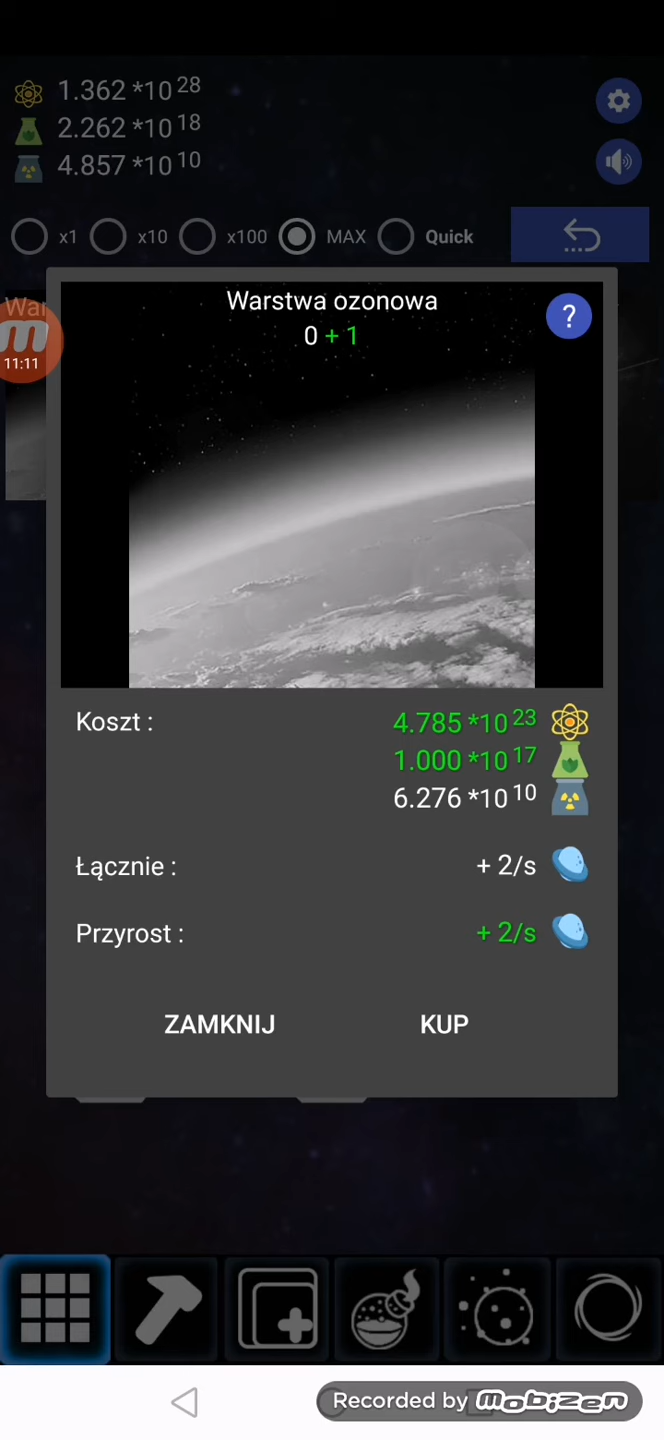 1.362 *10 28
2.262 *10 18
4.857 *10 10
x1 x10 x100 MAX Quick
War
11:11
Warstwa ozonowa
0 + 1
?
Koszt :
4.785 *10 23
1.000 *10 17
6.276 *10 10
Łącznie : + 2/s
Przyrost : + 2/s
ZAMKNIJ KUP
Recorded by mobizen